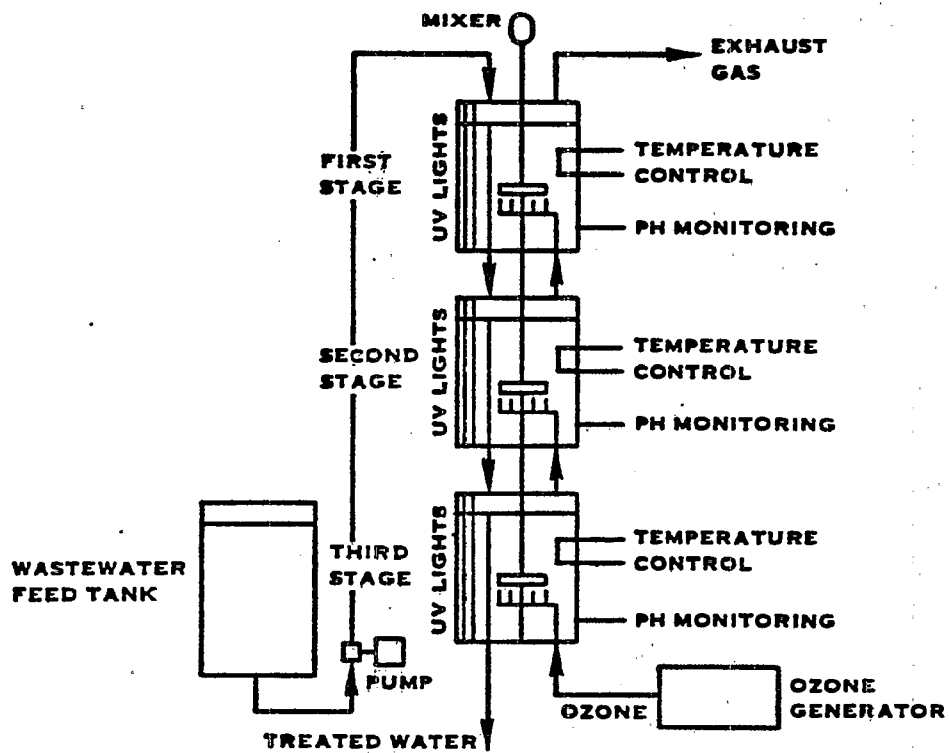 MIXER
EXHAUST
GAS
FIRST
STAGE
UV LIGHTS
TEMPERATURE
CONTROL
PH MONITORING
SECOND
STAGE
UV LIGHTS
TEMPERATURE
CONTROL
PH MONITORING
WASTEWATER
FEED TANK
THIRD
STAGE
UV LIGHTS
TEMPERATURE
CONTROL
PH MONITORING
PUMP
OZONE
OZONE
GENERATOR
TREATED WATER